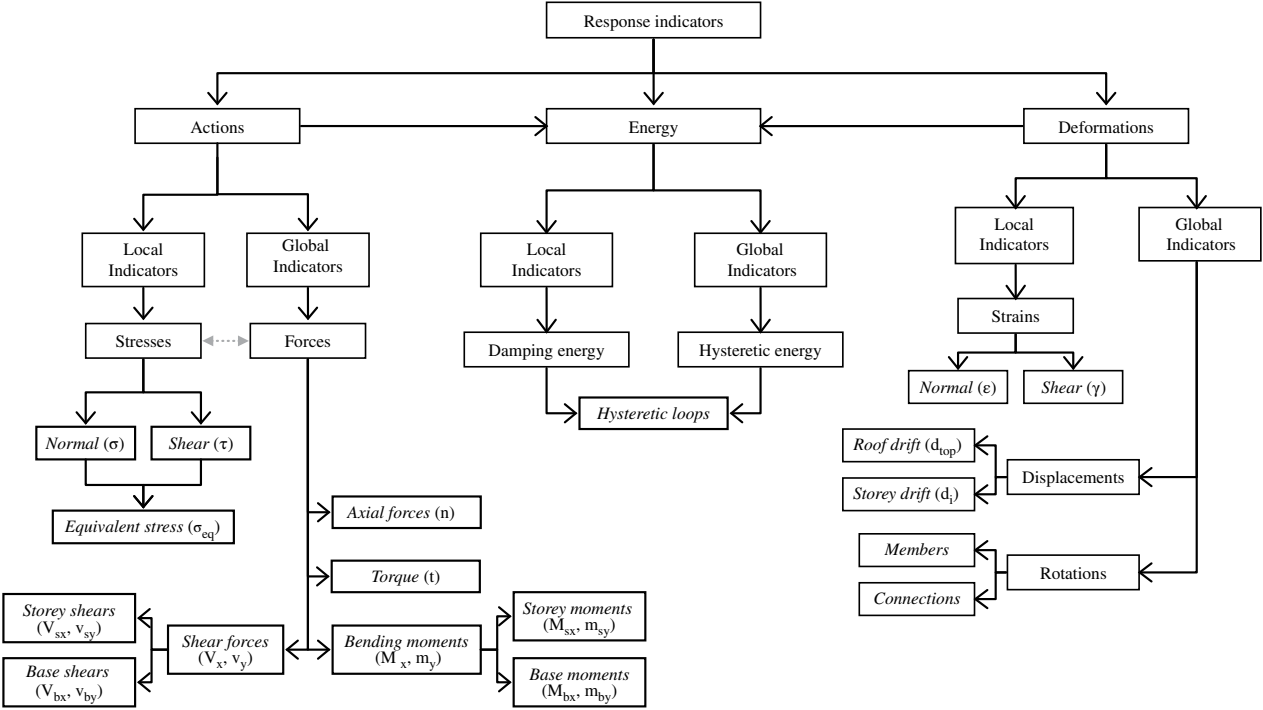 Response indicators
Actions
Energy
Deformations
Local
Indicators
Global
Indicators
Local
Indicators
Global
Indicators
Local
Indicators
Global
Indicators
Stresses
Forces
Damping energy
Hysteretic energy
Strains
Normal (ε)
Shear (γ)
Hysteretic loops
Normal (σ)
Shear (τ)
Equivalent stress (σeq)
Roof drift (dtop)
Storey drift (di)
Displacements
Members
Connections
Rotations
Axial forces (n)
Torque (t)
Storey shears
(Vsx, vsy)
Base shears
(Vbx, vby)
Shear forces
(Vx, vy)
Bending moments
(M x, my)
Storey moments
(Msx, msy)
Base moments
(Mbx, mby)